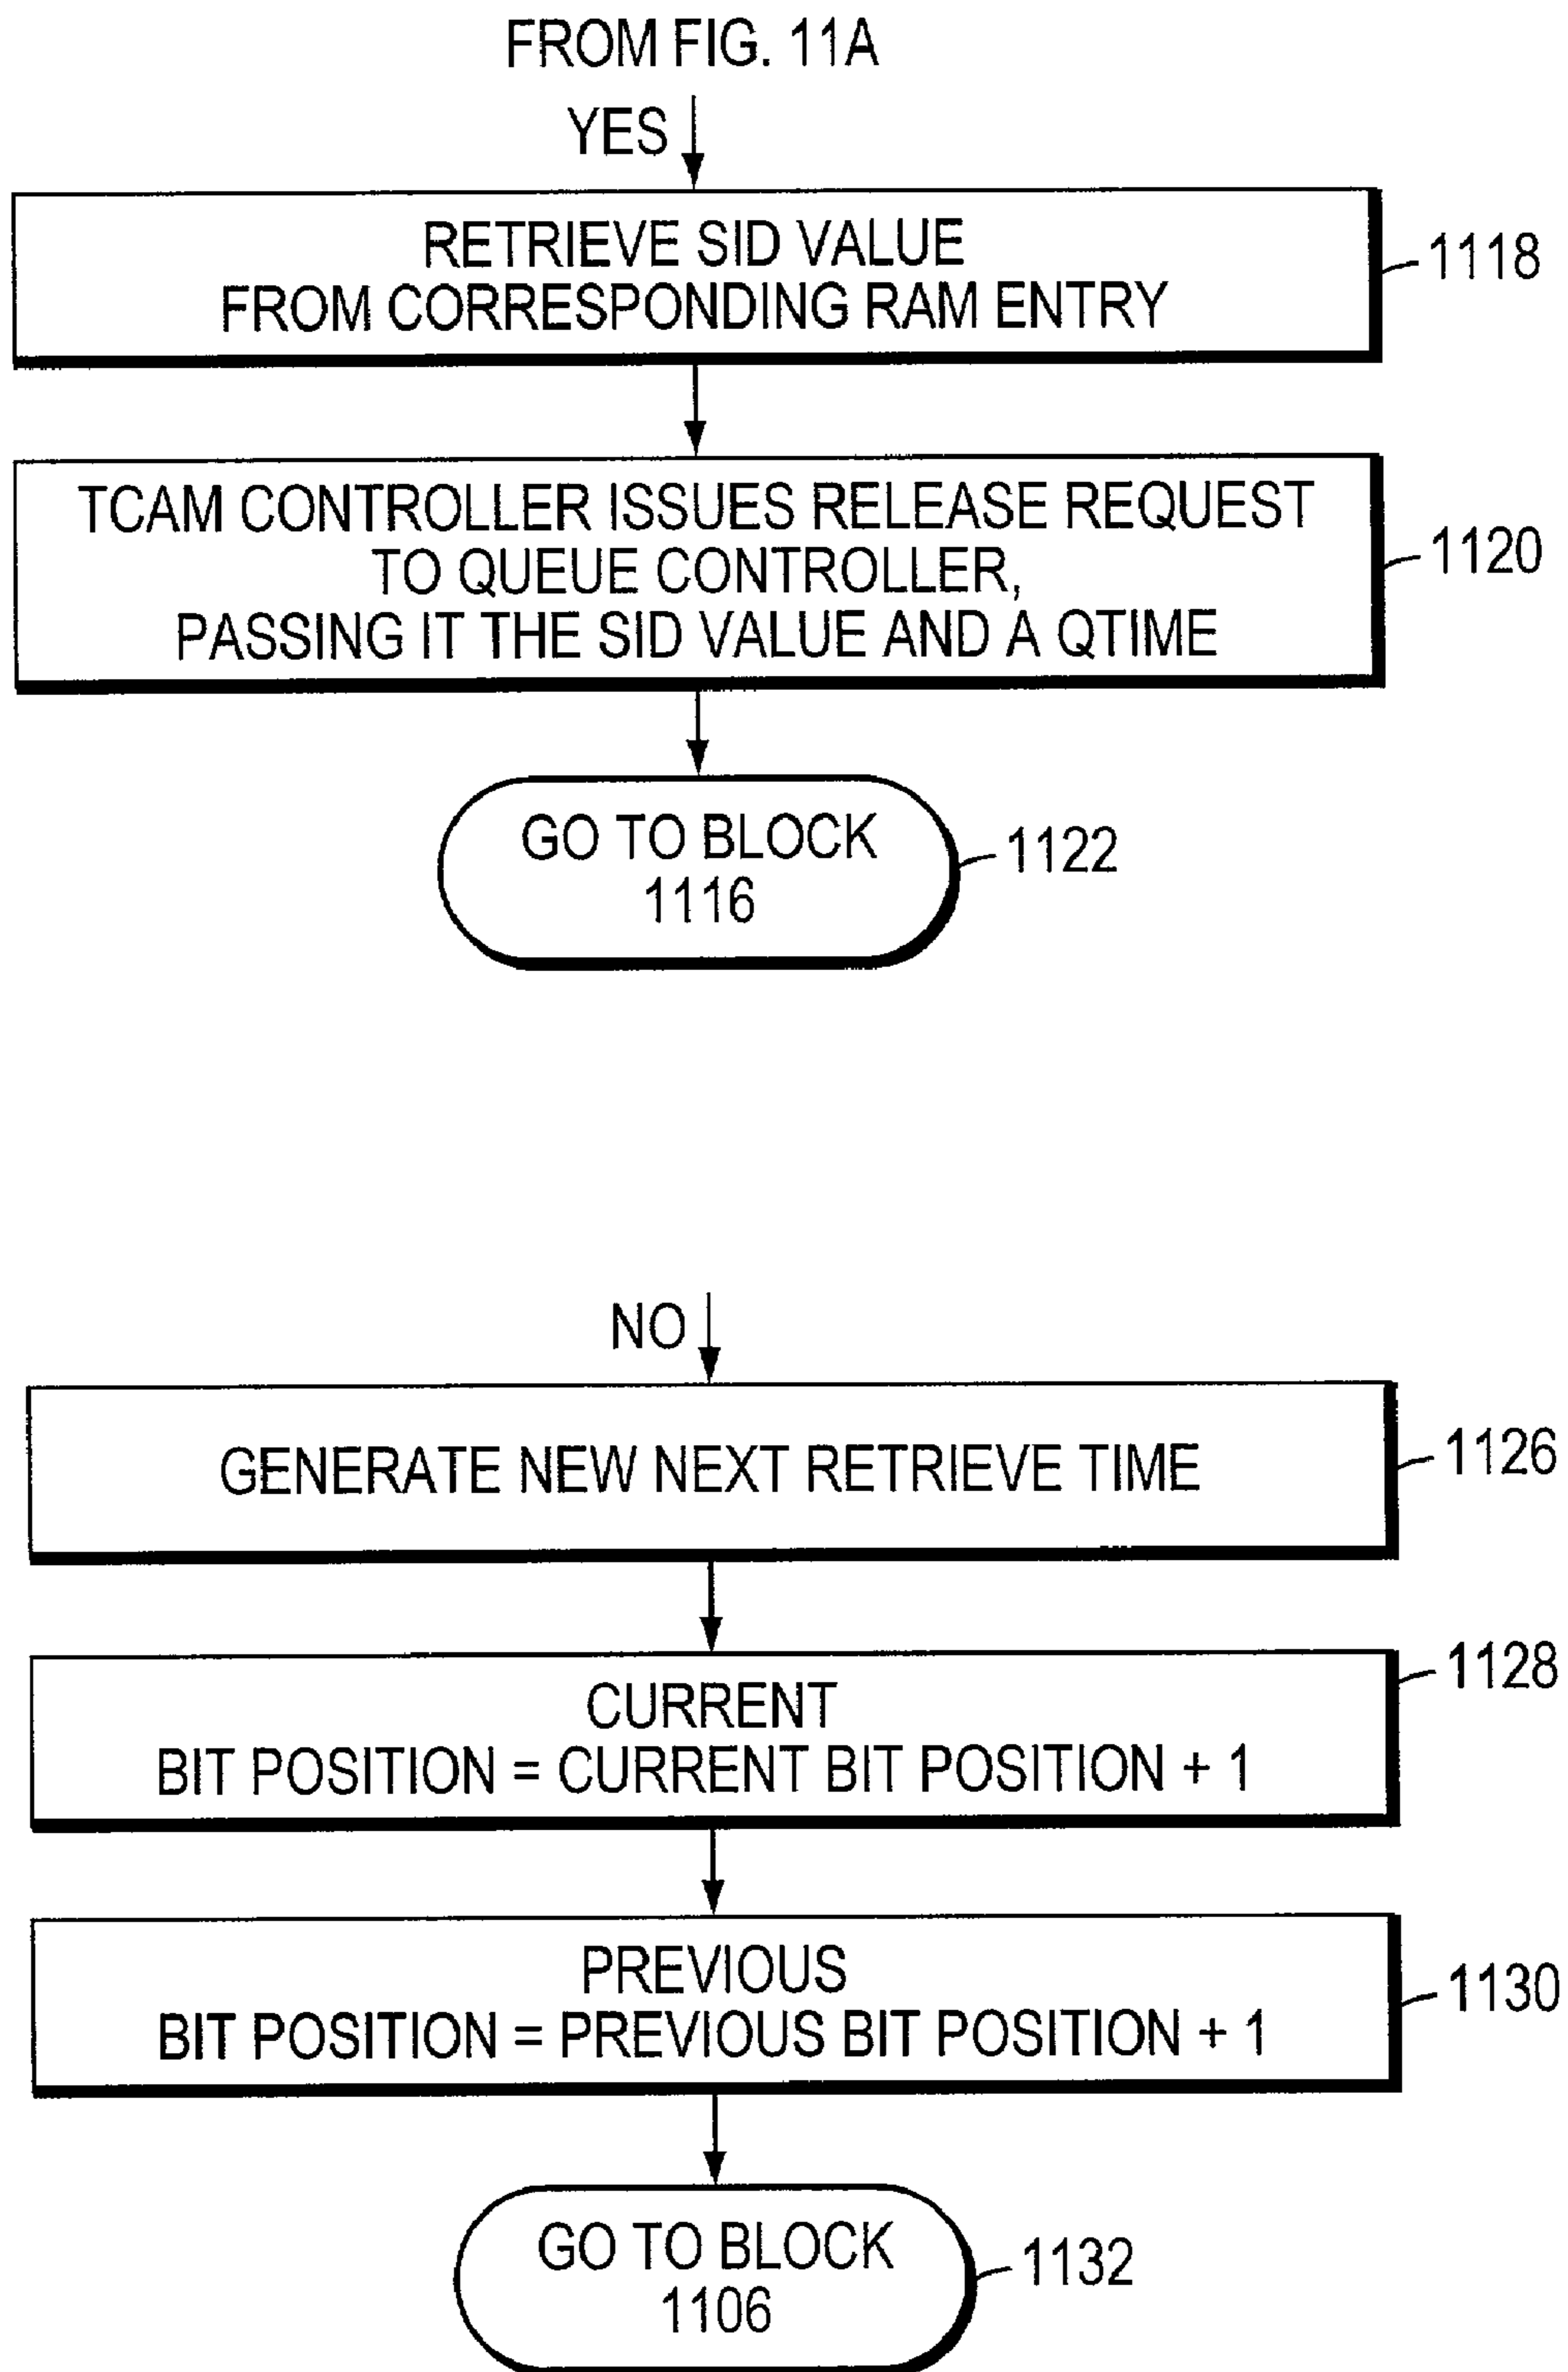 FROM FIG. 11A
YES
RETRIEVE SID VALUE
FROM CORRESPONDING RAM ENTRY
1118
TCAM CONTROLLER ISSUES RELEASE REQUEST
TO QUEUE CONTROLLER,
PASSING IT THE SID VALUE AND A QTIME
1120
GO TO BLOCK
1116
1122
NO
GENERATE NEW NEXT RETRIEVE TIME
1126
CURRENT
BIT POSITION = CURRENT BIT POSITION + 1
1128
PREVIOUS
BIT POSITION = PREVIOUS BIT POSITION + 1
1130
GO TO BLOCK
1106
1132